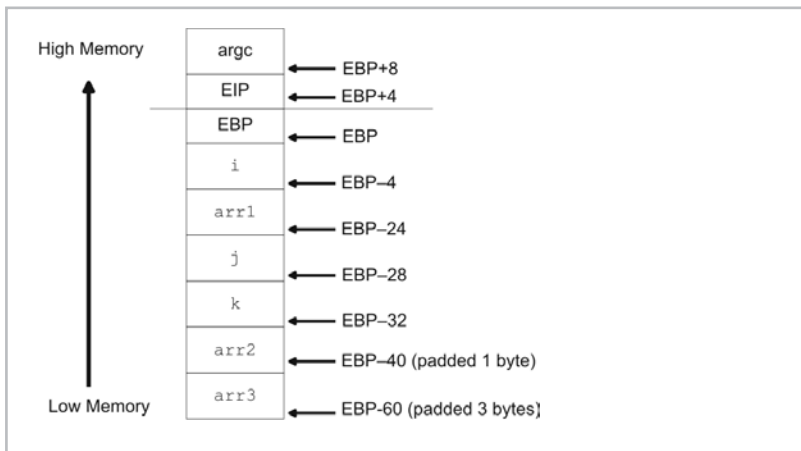 High Memory
argc
EBP+8
EIP
EBP+4
EBP
EBP
i
EBP–4
arr1
EBP–24
j
EBP–28
k
EBP–32
arr2
EBP–40 (padded 1 byte)
Low Memory
arr3
EBP-60 (padded 3 bytes)